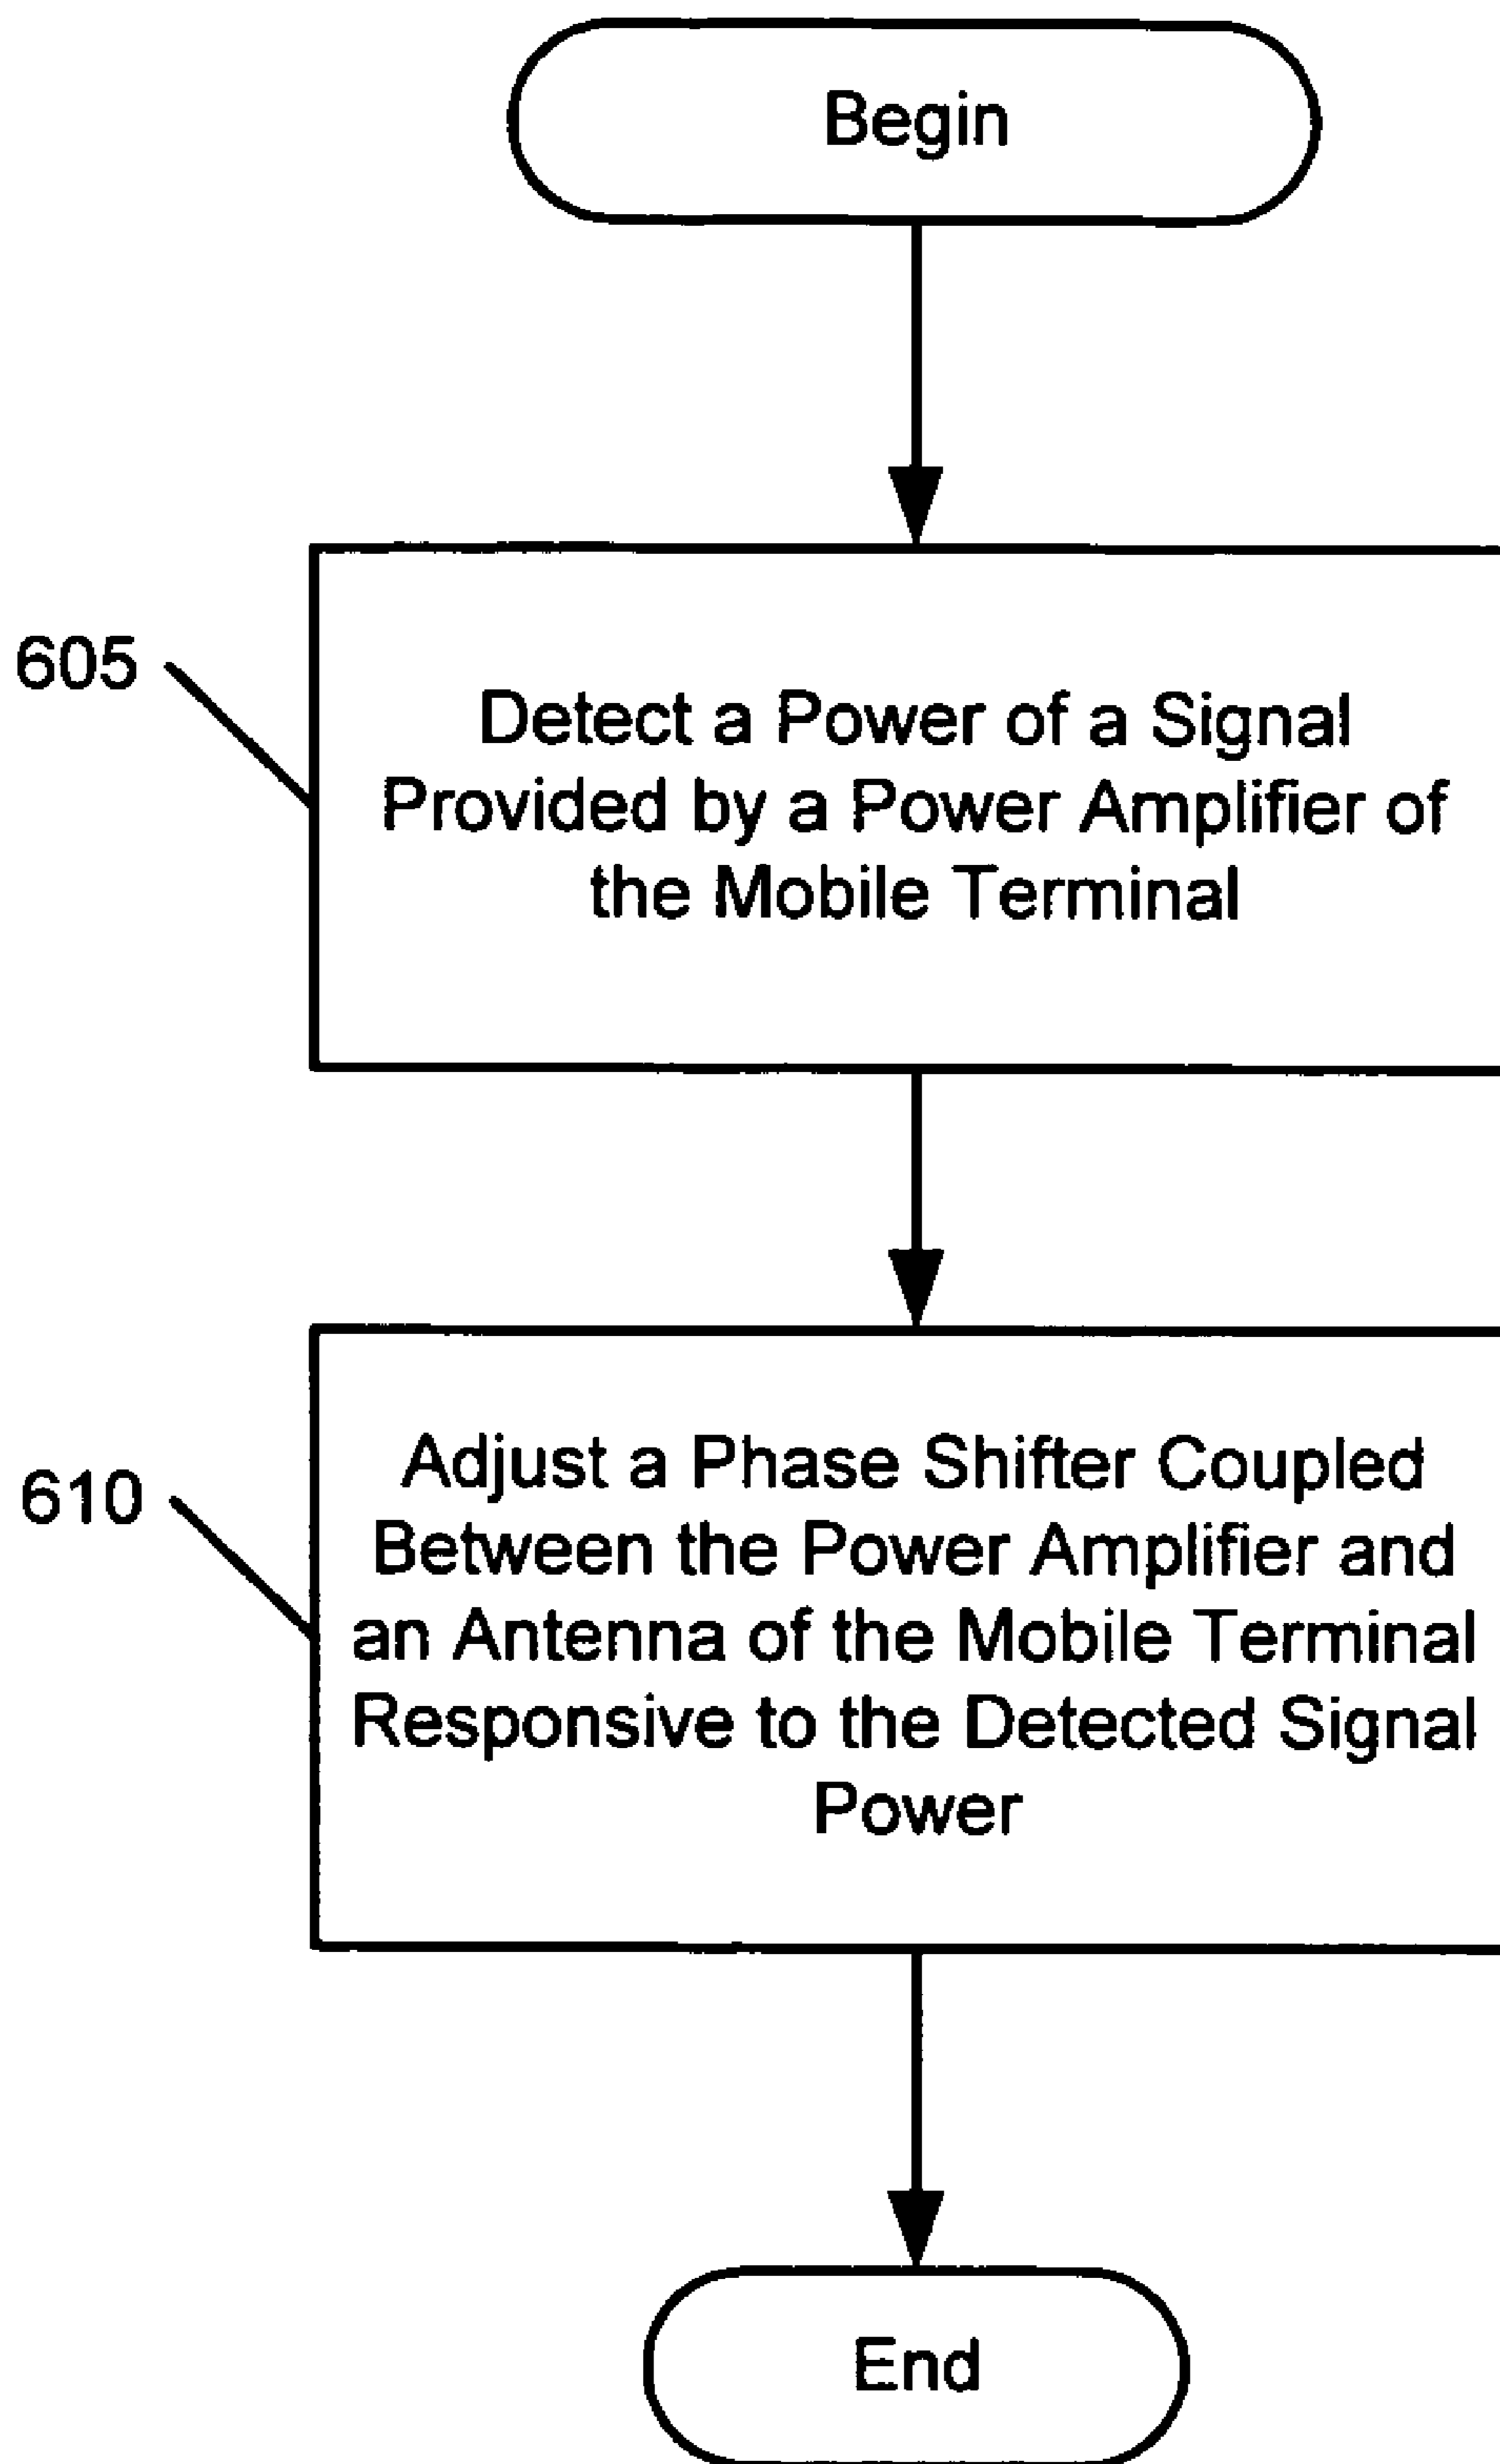 Begin
605
Detect a Power of a Signal
Provided by a Power Amplifier of
the Mobile Terminal
610
Adjust a Phase Shifter Coupled
Between the Power Amplifier and
an Antenna of the Mobile Terminal
Responsive to the Detected Signal
Power
End